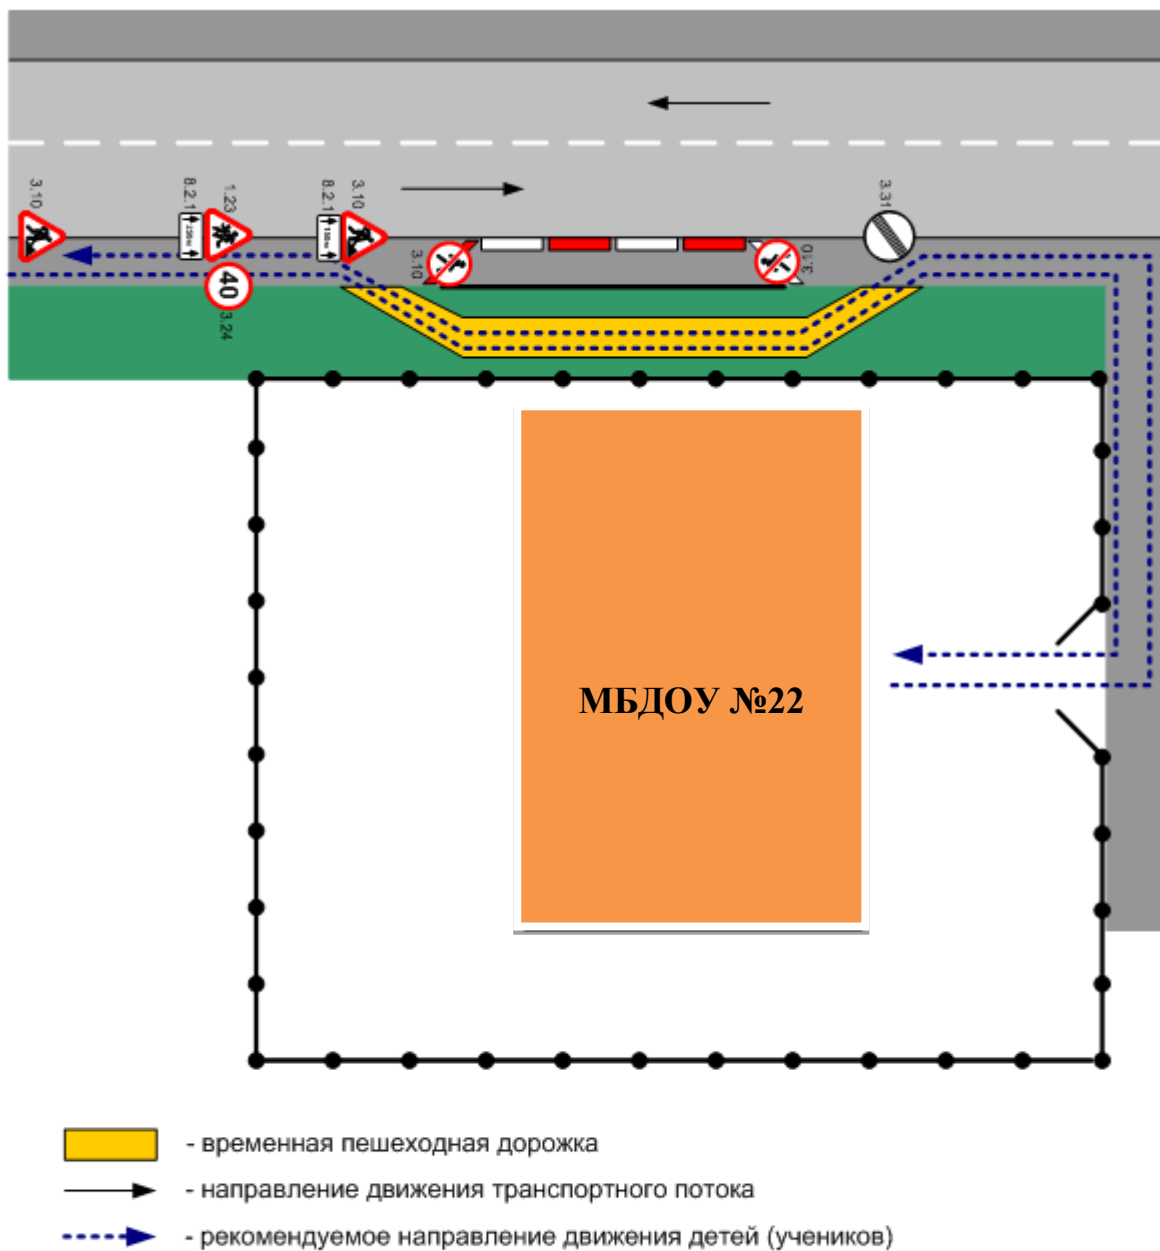 3.10
8.2.1
1.23
8.2.1
3.10
3.31
3.10
3.10
40
3.24
МБДОУ №22
- временная пешеходная дорожка
- направление движения транспортного потока
- рекомендуемое направление движения детей (учеников)